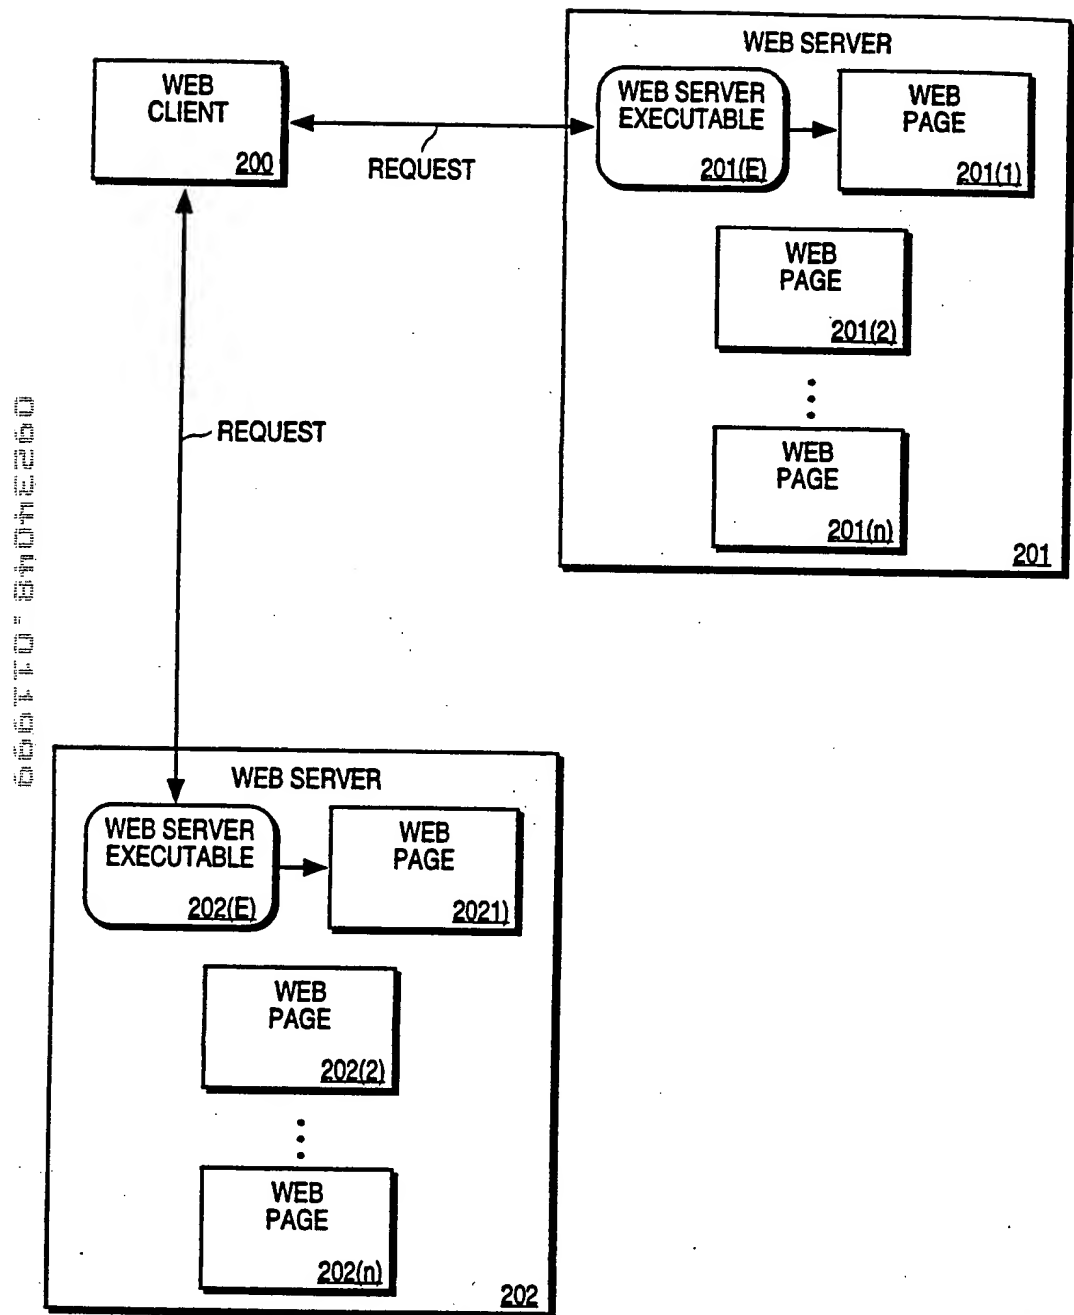 WEB
CLIENT
200
REQUEST
WEB SERVER
WEB SERVER
EXECUTABLE
201(E)
WEB
PAGE
201(1)
WEB
PAGE
201(2)
WEB
PAGE
201(n)
201
REQUEST
09234048.011999
WEB SERVER
WEB SERVER
EXECUTABLE
202(E)
WEB
PAGE
2021)
WEB
PAGE
202(2)
WEB
PAGE
202(n)
202